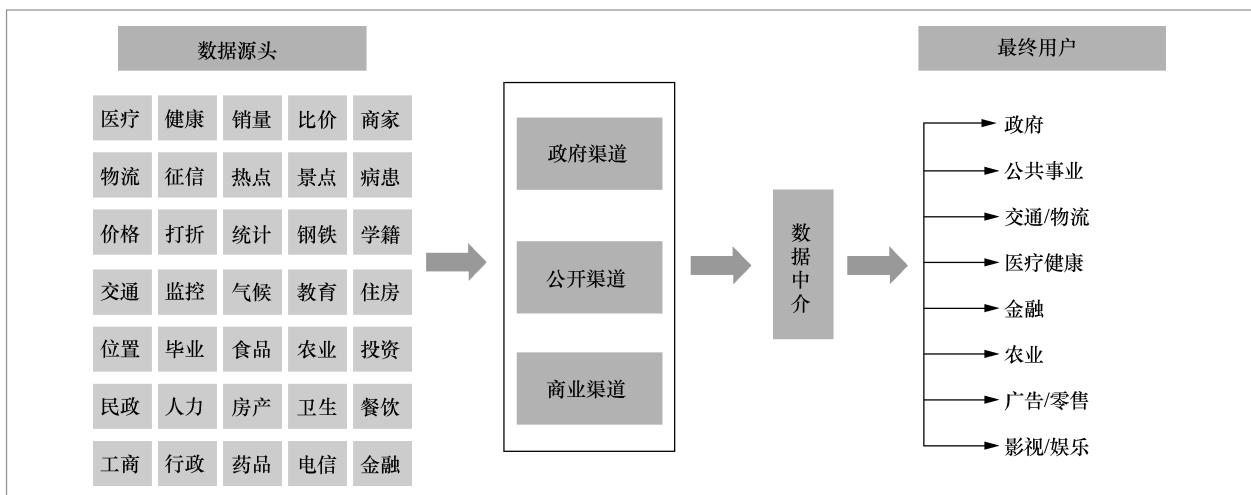 数据源头
医疗 健康 销量 比价 商家
物流 征信 热点 景点 病患
价格 打折 统计 钢铁 学籍
交通 监控 气候 教育 住房
位置 毕业 食品 农业 投资
民政 人力 房产 卫生 餐饮
工商 行政 药品 电信 金融
政府渠道
公开渠道
商业渠道
数据中介
最终用户
政府
公共事业
交通/物流
医疗健康
金融
农业
广告/零售
影视/娱乐